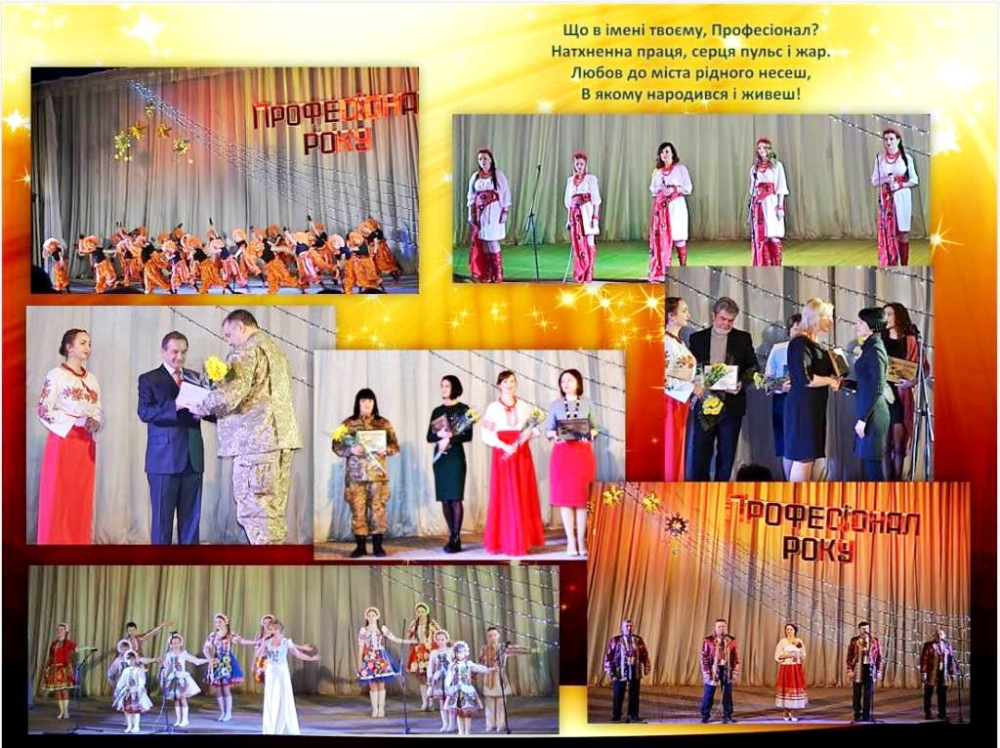 Що в імені твоєму, Професіонал?
Натхненна праця, серця пульс і жар.
Любов до міста рідного несеш,
В якому народився і живеш!
ПРОФЕСІОНА
РОКУ
ПРОФЕСІОНАЛ
РОКУ